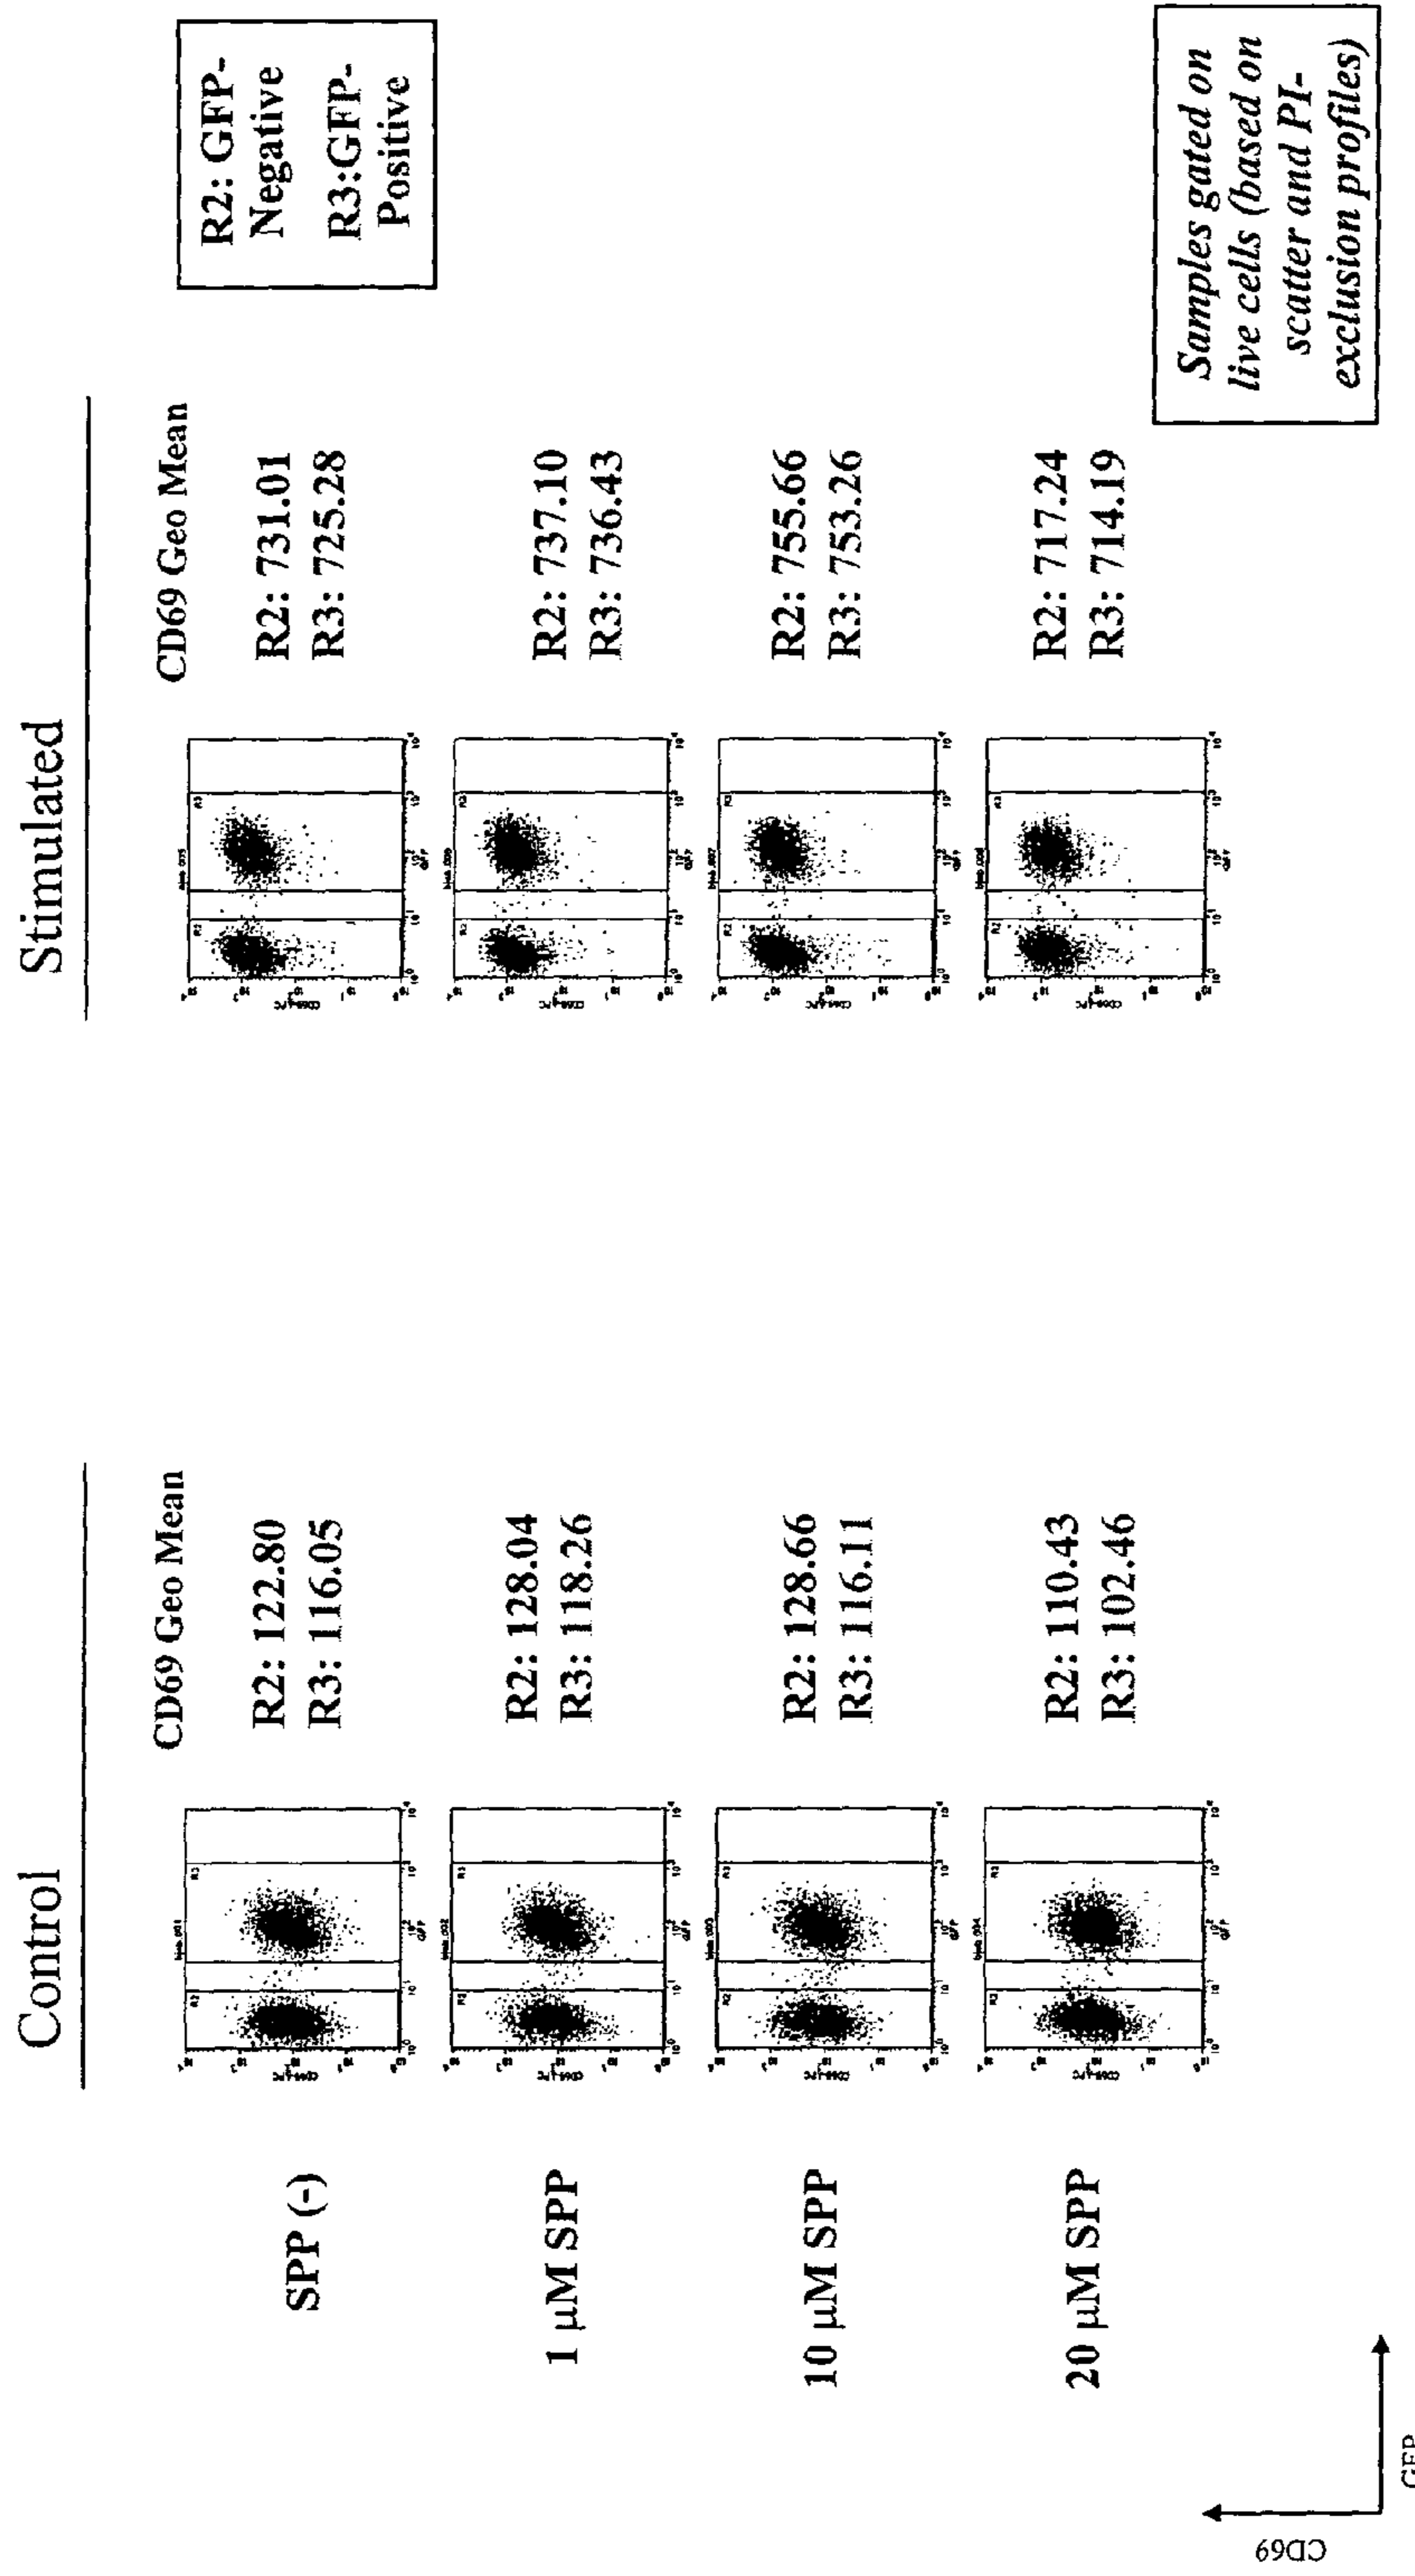 Control
Stimulated
CD69 Geo Mean
CD69 Geo Mean
R2: GFP-
Negative
R3:GFP-
Positive
SPP (-)
R2: 122.80
R3: 116.05
R2: 731.01
R3: 725.28
1 µM SPP
R2: 128.04
R3: 118.26
R2: 737.10
R3: 736.43
10 µM SPP
R2: 128.66
R3: 116.11
R2: 755.66
R3: 753.26
20 µM SPP
R2: 110.43
R3: 102.46
R2: 717.24
R3: 714.19
Samples gated on
live cells (based on
scatter and PI-
exclusion profiles)
CD69
GFP